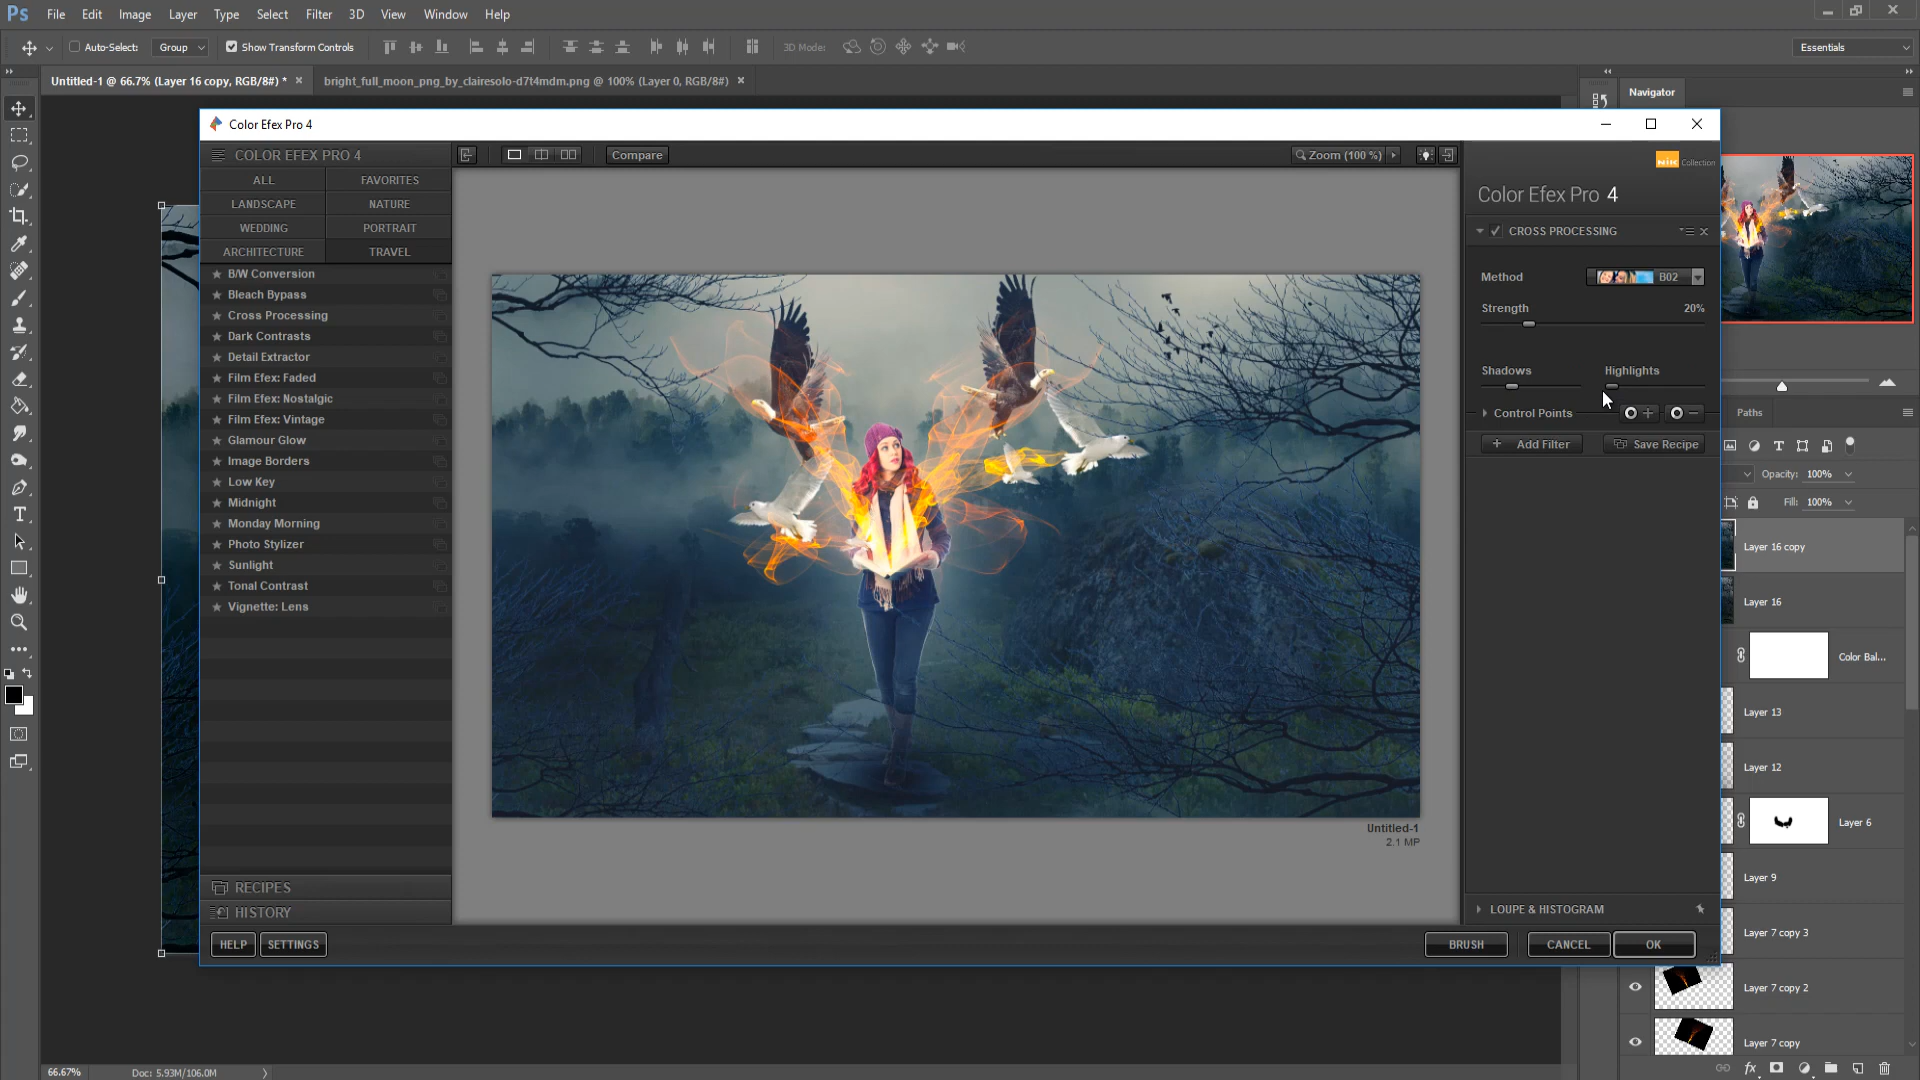 Ps File Edit Image Layer Type Select Filter 3D View Window Help
Auto-Select: Group Show Transform Controls 3D Mode: Essentials
Untitled-1 @ 66.7% (Layer 16 copy, RGB/8#) * × bright_full_moon_png_by_clairesolo-d7t4mdm.png @ 100% (Layer 0, RGB/8#) ×
Navigator
Color Efex Pro 4
COLOR EFEX PRO 4
Compare
Zoom (100 %)
Nik Collection
ALL FAVORITES
LANDSCAPE NATURE
WEDDING PORTRAIT
ARCHITECTURE TRAVEL
B/W Conversion
Bleach Bypass
Cross Processing
Dark Contrasts
Detail Extractor
Film Efex: Faded
Film Efex: Nostalgic
Film Efex: Vintage
Glamour Glow
Image Borders
Low Key
Midnight
Monday Morning
Photo Stylizer
Sunlight
Tonal Contrast
Vignette: Lens
RECIPES
HISTORY
HELP SETTINGS
Untitled-1
2.1 MP
Color Efex Pro 4
CROSS PROCESSING
Method B02
Strength 20%
Shadows Highlights
Control Points
+ Add Filter Save Recipe
LOUPE & HISTOGRAM
BRUSH CANCEL OK
Paths
Opacity: 100%
Fill: 100%
Layer 16 copy
Layer 16
Color Bal...
Layer 13
Layer 12
Layer 6
Layer 9
Layer 7 copy 3
Layer 7 copy 2
Layer 7 copy
fx
66.67% Doc: 5.93M/106.0M